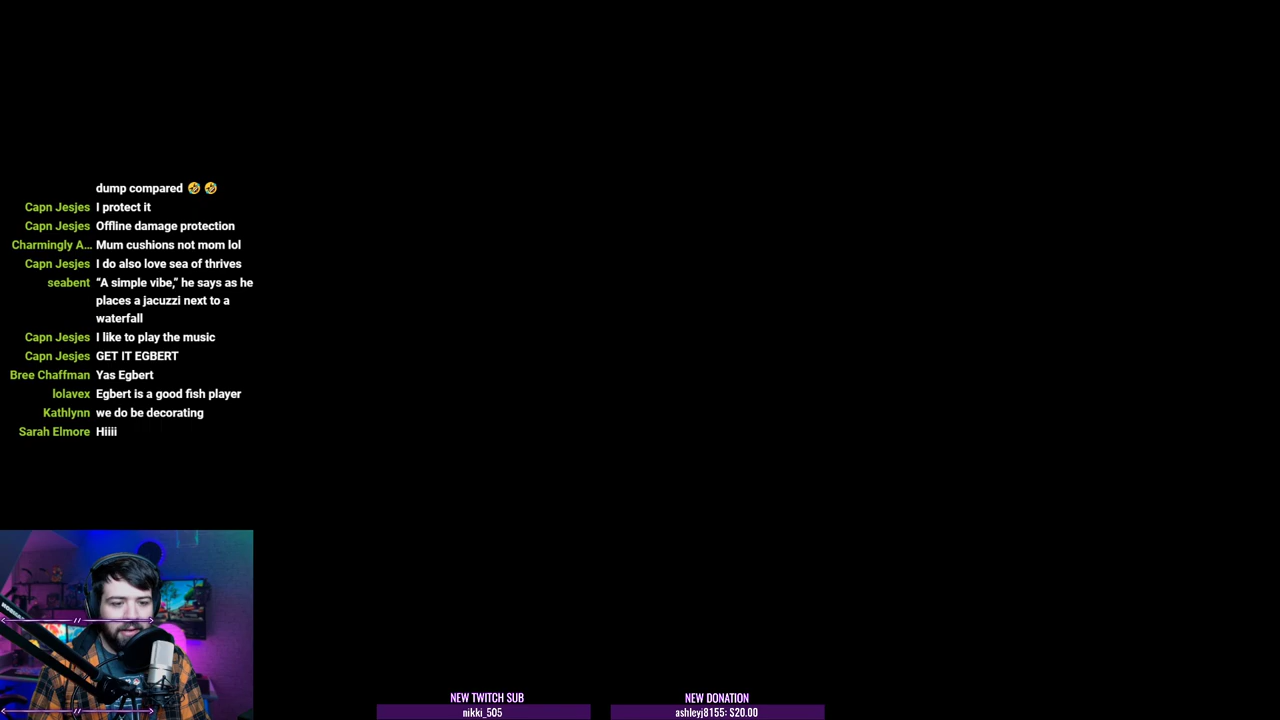 dump compared 🤣 🤣
Capn Jesjes I protect it
Capn Jesjes Offline damage protection
Charmingly A... Mum cushions not mom lol
Capn Jesjes I do also love sea of thrives
seabent “A simple vibe,” he says as he
places a jacuzzi next to a
waterfall
Capn Jesjes I like to play the music
Capn Jesjes GET IT EGBERT
Bree Chaffman Yas Egbert
lolavex Egbert is a good fish player
Kathlynn we do be decorating
Sarah Elmore Hiiii
NEW TWITCH SUB
nikki_505
NEW DONATION
ashleyj8155: $20.00